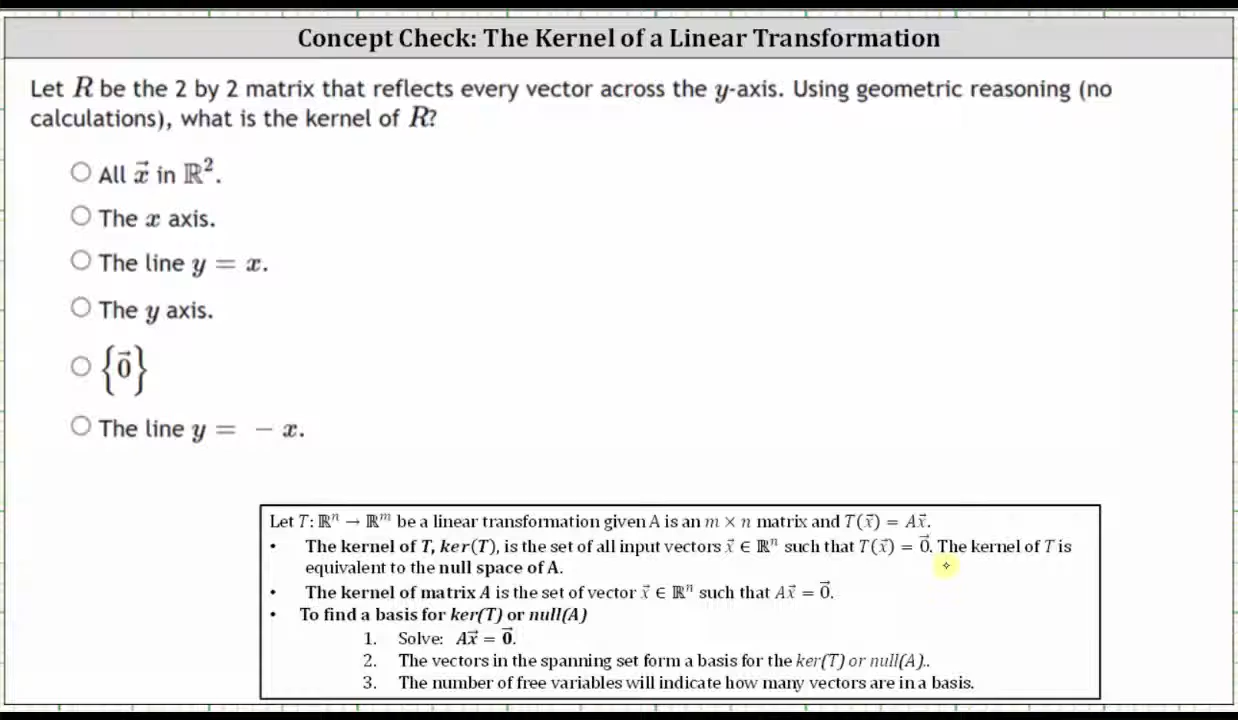 Concept Check: The Kernel of a Linear Transformation
Let R be the 2 by 2 matrix that reflects every vector across the y-axis. Using geometric reasoning (no
calculations), what is the kernel of R?
All x⃗ in ℝ².
The x axis.
The line y = x.
The y axis.
{0⃗}
The line y = − x.
Let T: ℝⁿ → ℝᵐ be a linear transformation given A is an m × n matrix and T(x⃗) = Ax⃗.
• The kernel of T, ker(T), is the set of all input vectors x⃗ ∈ ℝⁿ such that T(x⃗) = 0⃗. The kernel of T is
equivalent to the null space of A.
• The kernel of matrix A is the set of vector x⃗ ∈ ℝⁿ such that Ax⃗ = 0⃗.
• To find a basis for ker(T) or null(A)
1. Solve: Ax⃗ = 0⃗.
2. The vectors in the spanning set form a basis for the ker(T) or null(A)..
3. The number of free variables will indicate how many vectors are in a basis.